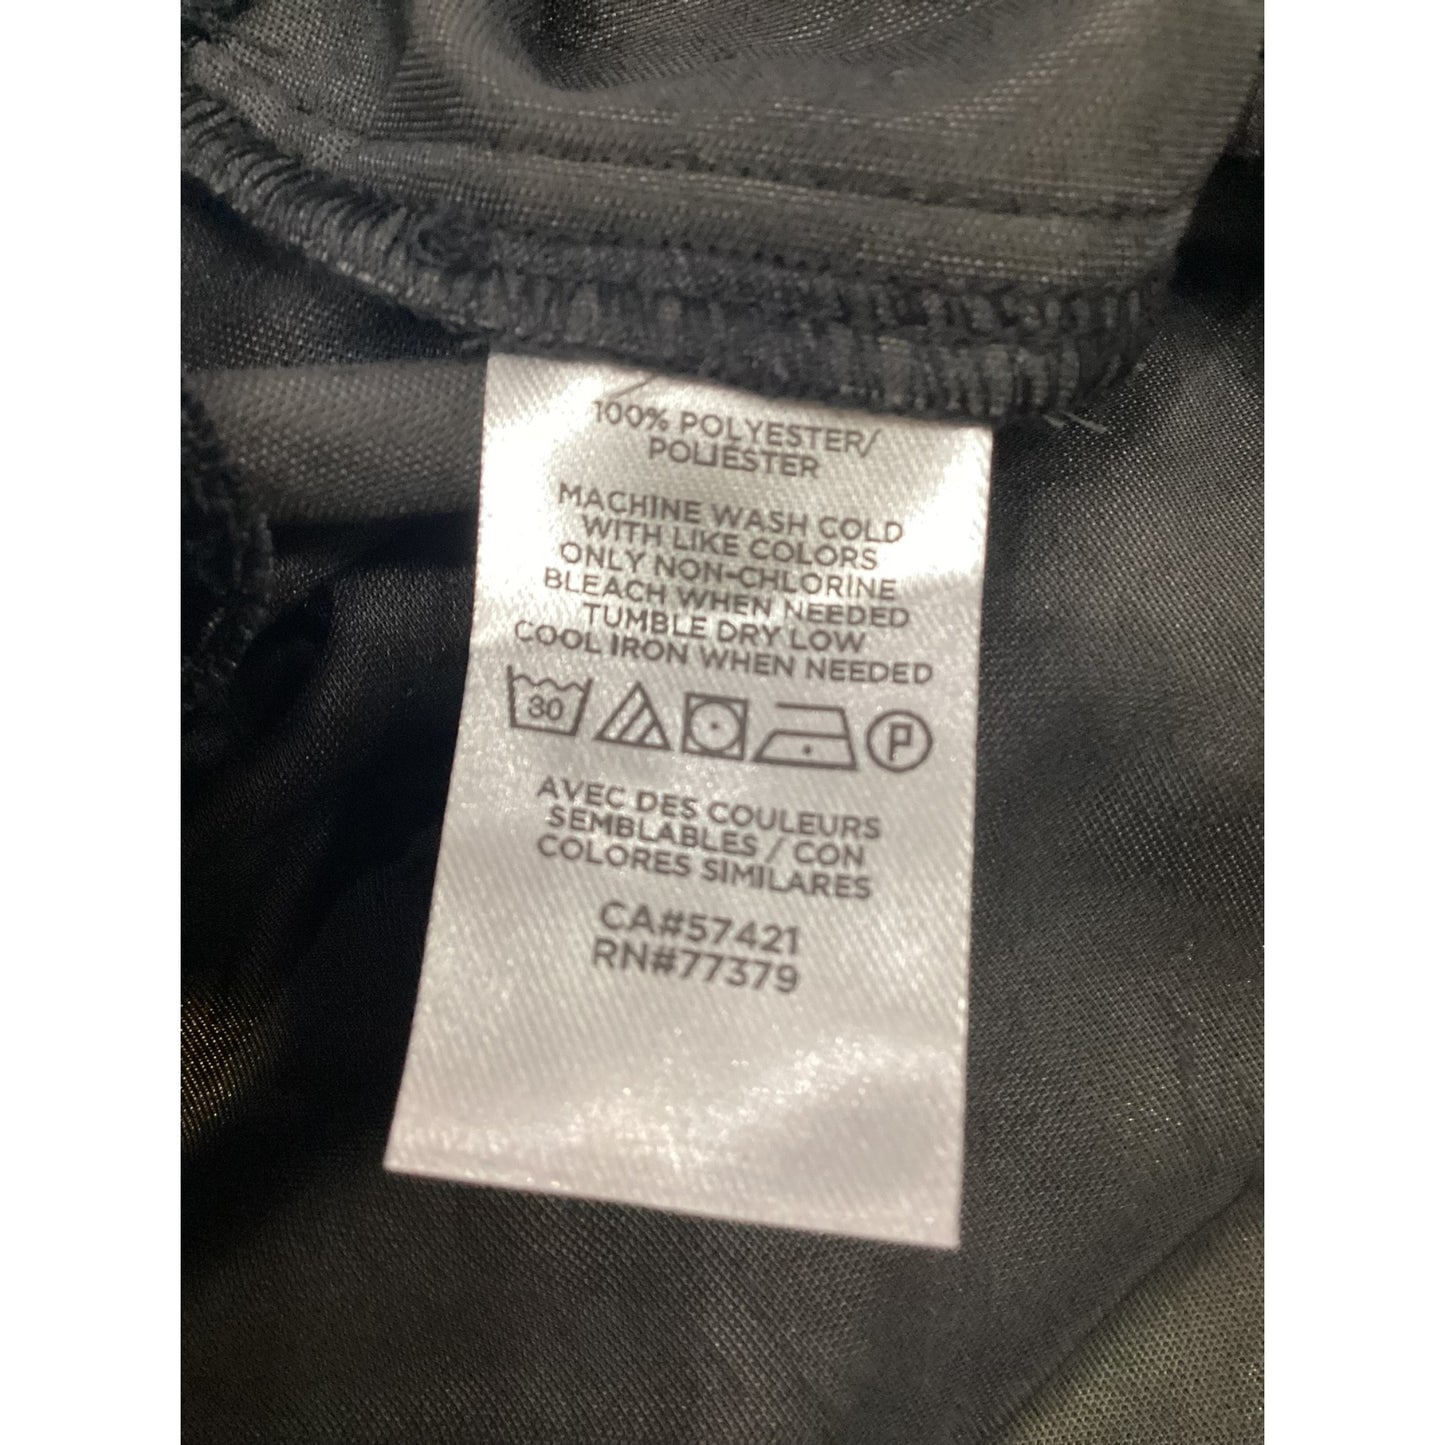 100% POLYESTER/
POLIESTER
MACHINE WASH COLD
WITH LIKE COLORS
ONLY NON-CHLORINE
BLEACH WHEN NEEDED
TUMBLE DRY LOW
COOL IRON WHEN NEEDED
30 P
AVEC DES COULEURS
SEMBLABLES / CON
COLORES SIMILARES
CA#57421
RN#77379